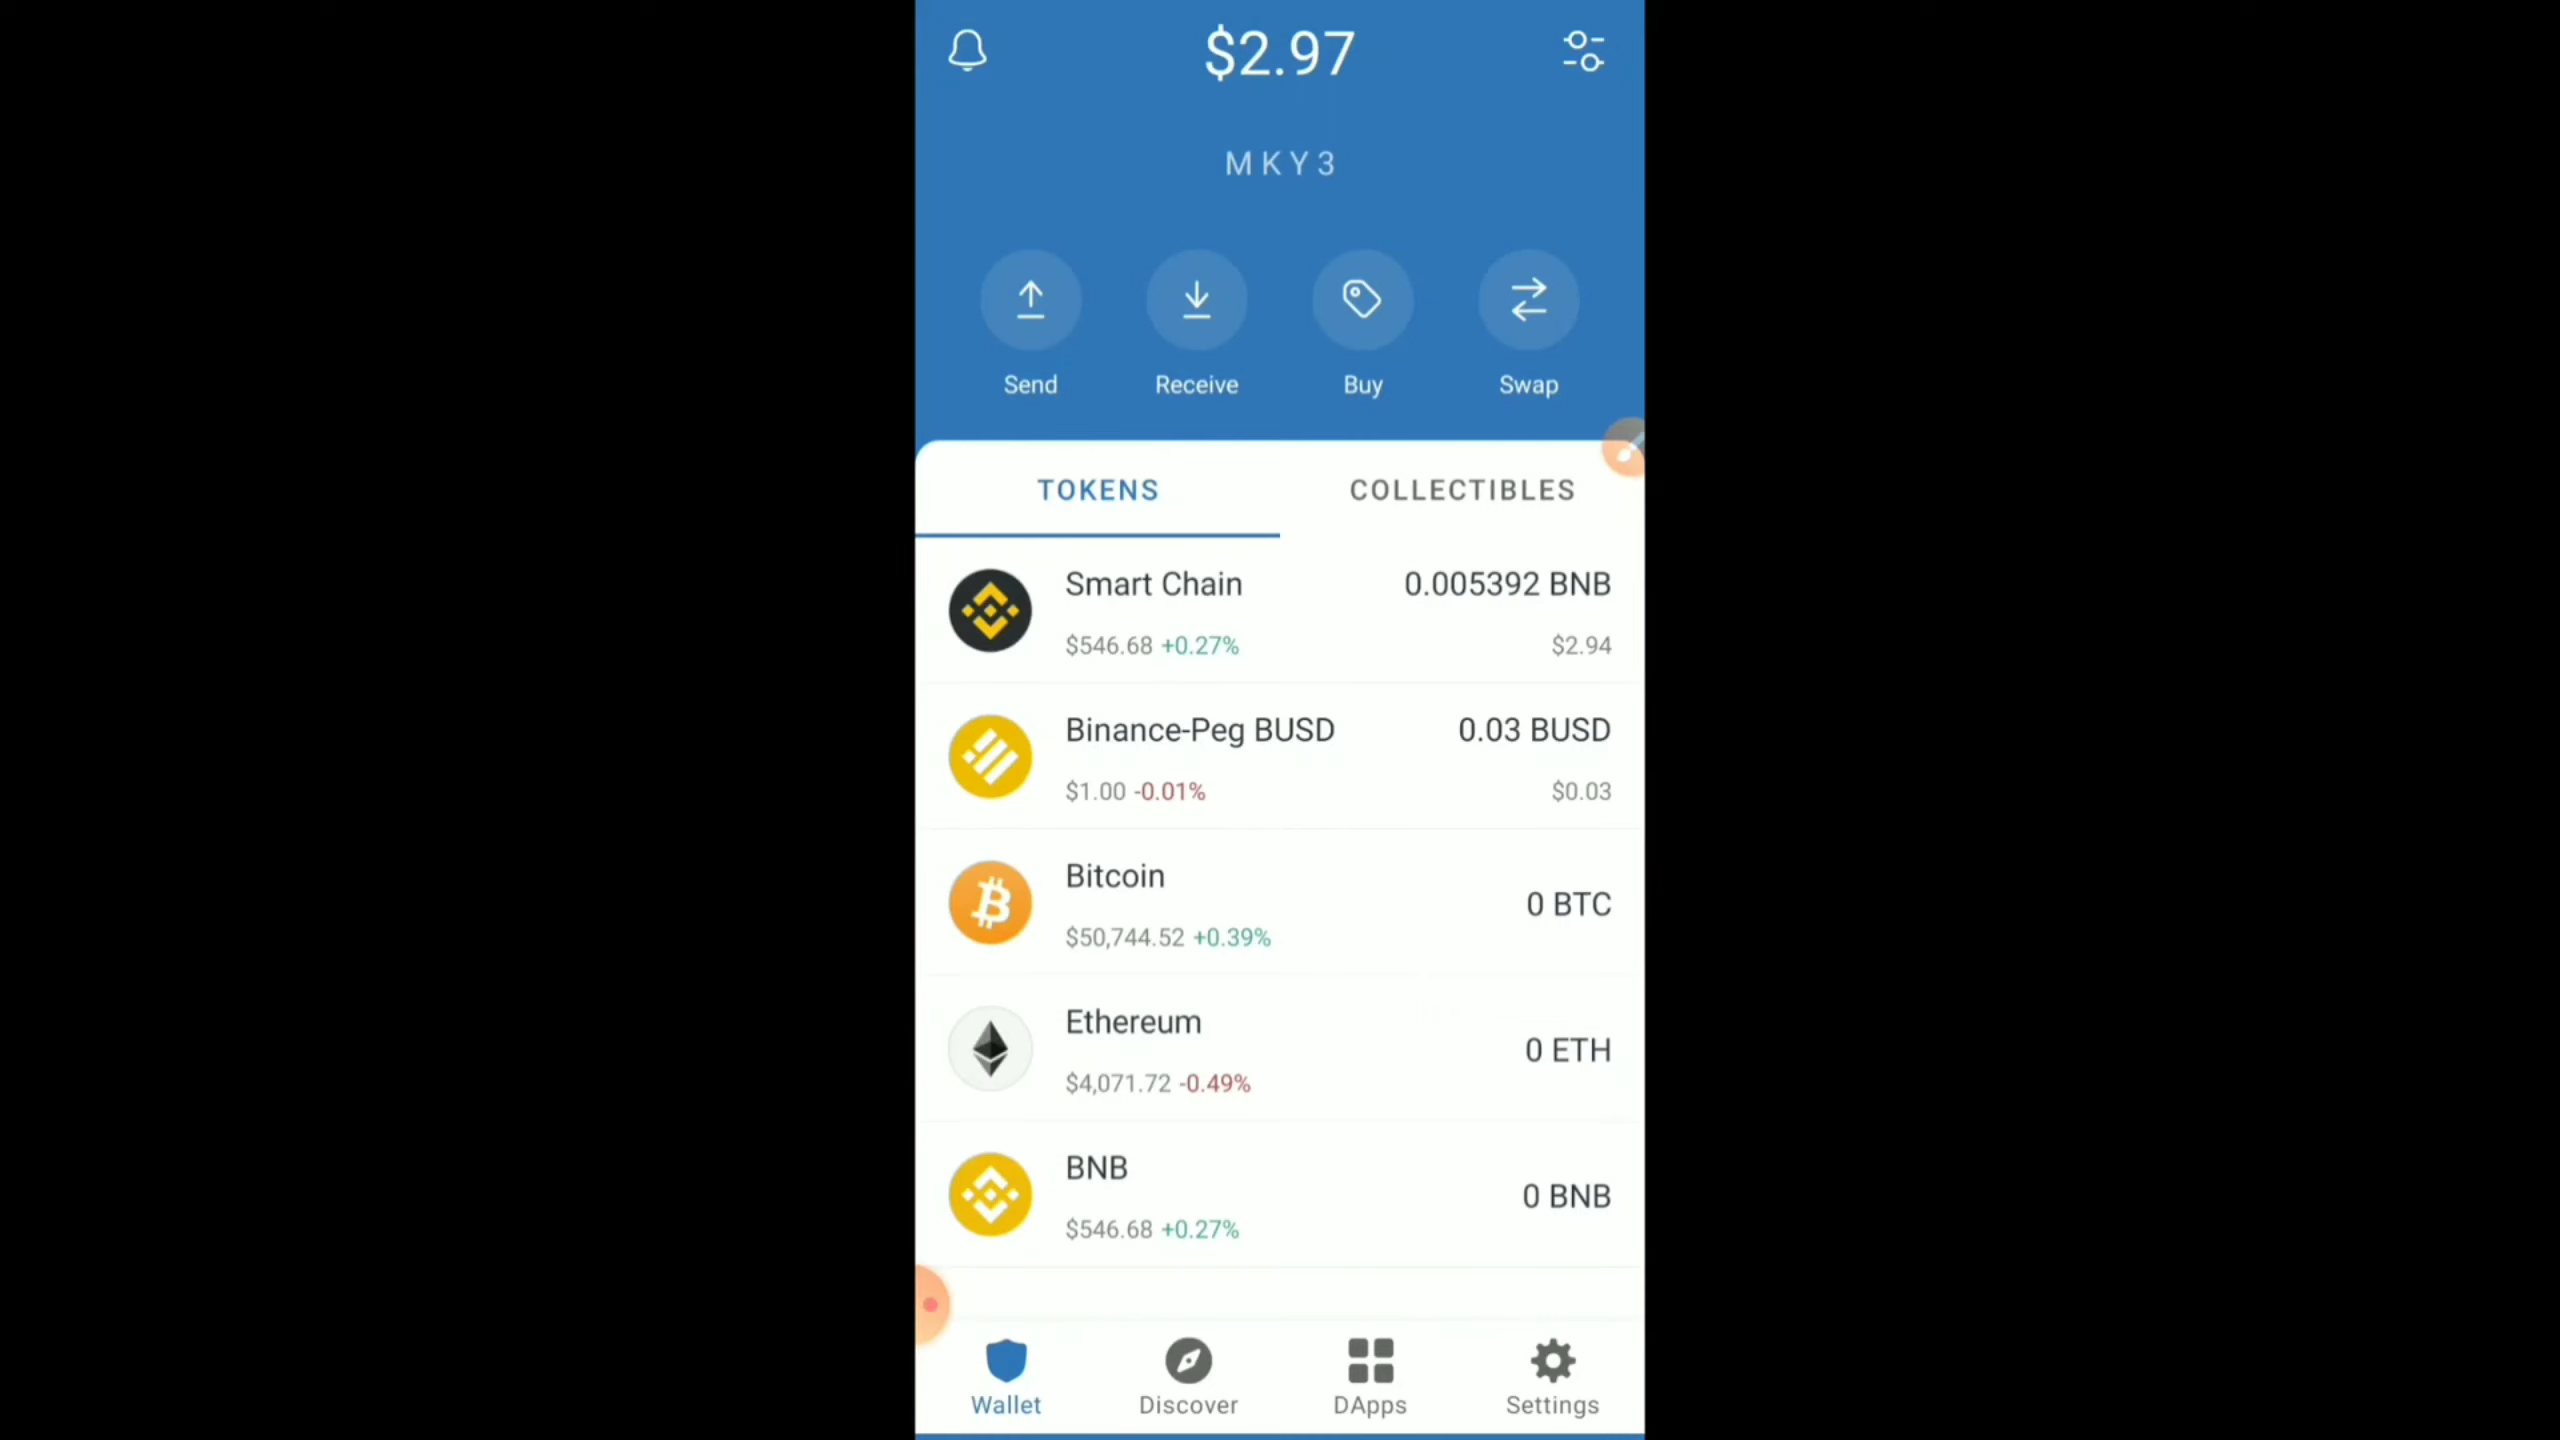 $2.97
MKY3
Send Receive Buy Swap
TOKENS COLLECTIBLES
Smart Chain 0.005392 BNB
$546.68 +0.27% $2.94
Binance-Peg BUSD 0.03 BUSD
$1.00 -0.01% $0.03
Bitcoin 0 BTC
$50,744.52 +0.39%
Ethereum 0 ETH
$4,071.72 -0.49%
BNB 0 BNB
$546.68 +0.27%
Wallet Discover DApps Settings